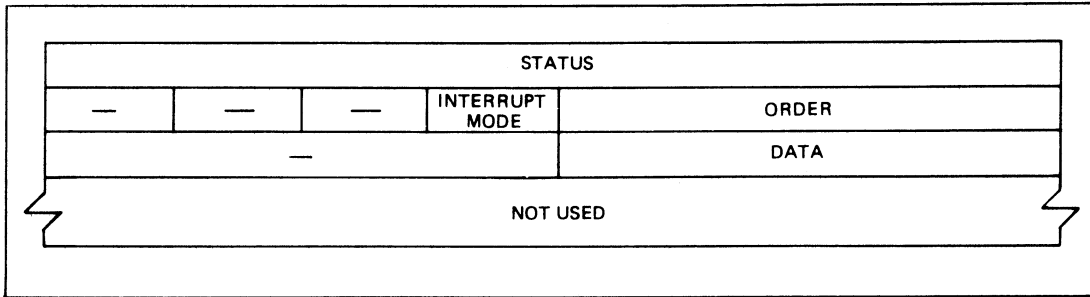 STATUS
— — — INTERRUPT MODE ORDER
— DATA
NOT USED